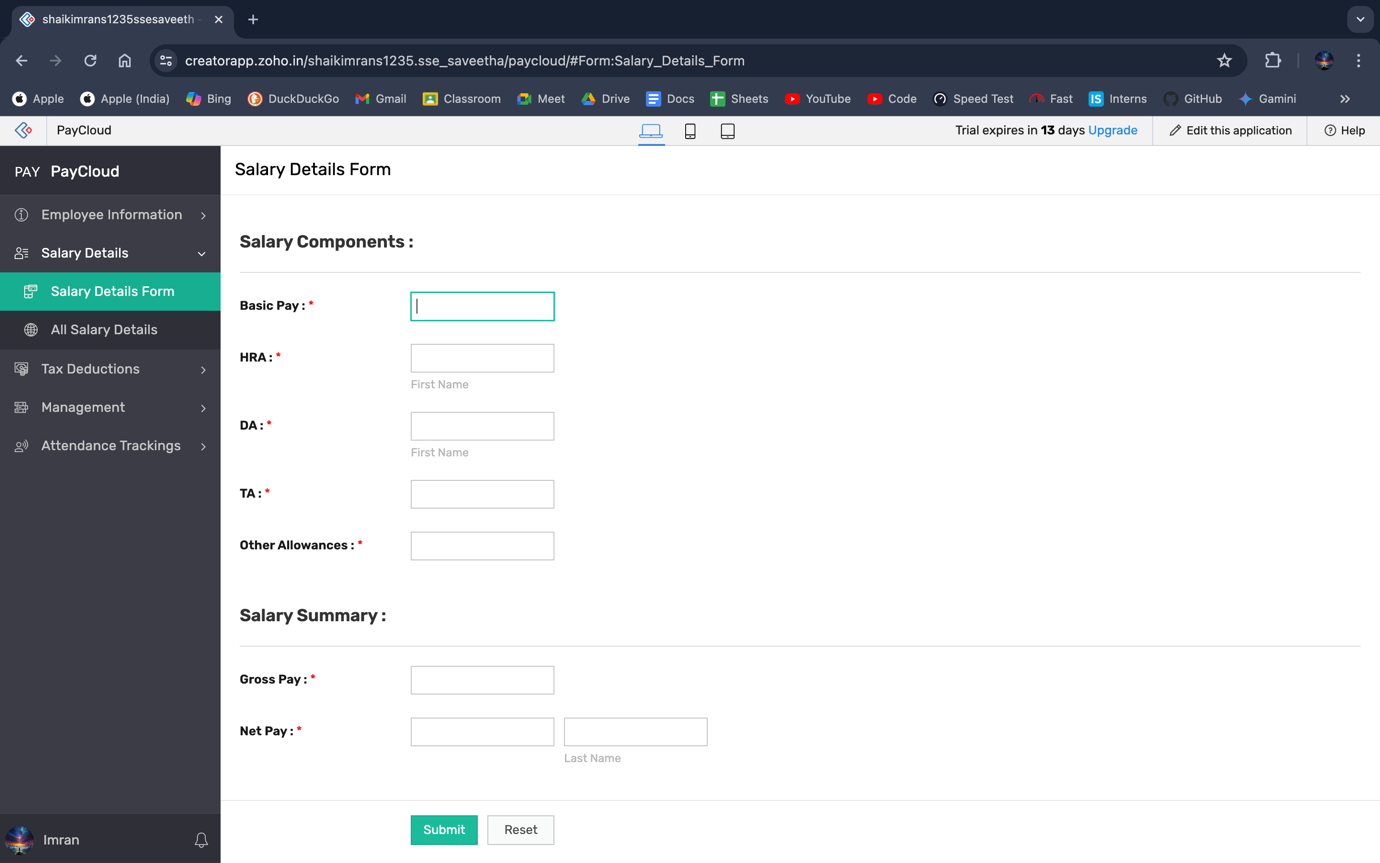 shaikimrans1235ssesaveeth
creatorapp.zoho.in/shaikimrans1235.sse_saveetha/paycloud/#Form:Salary_Details_Form
Apple Apple (India) Bing DuckDuckGo Gmail Classroom Meet Drive Docs Sheets YouTube Code Speed Test Fast IS Interns GitHub Gamini »
PayCloud Trial expires in 13 days Upgrade Edit this application Help
PAY PayCloud
Employee Information
Salary Details
Salary Details Form
All Salary Details
Tax Deductions
Management
Attendance Trackings
Imran
Salary Details Form
Salary Components :
Basic Pay : *
HRA : *
First Name
DA : *
First Name
TA : *
Other Allowances : *
Salary Summary :
Gross Pay : *
Net Pay : *
Last Name
Submit Reset